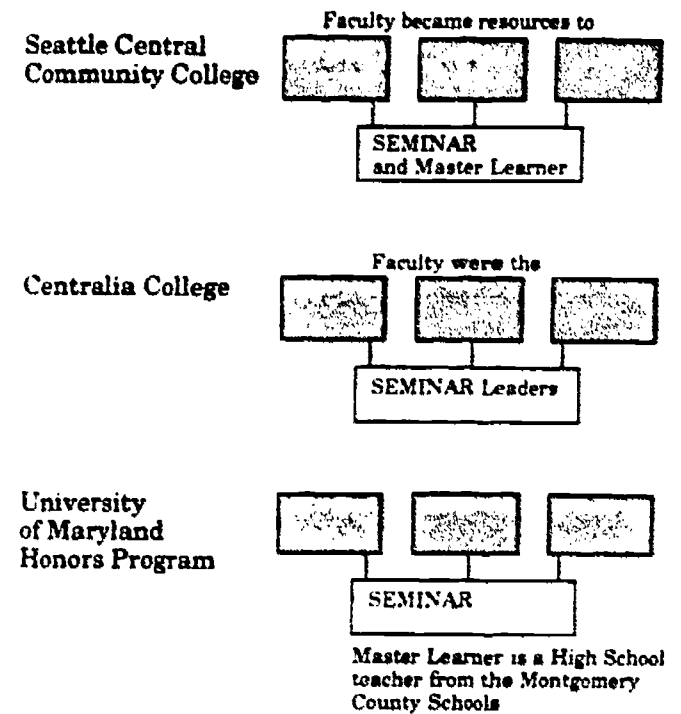 Faculty became resources to
Seattle Central
Community College
SEMINAR
and Master Learner
Faculty were the
Centralia College
SEMINAR Leaders
University
of Maryland
Honors Program
SEMINAR
Master Learner is a High School
teacher from the Montgomery
County Schools